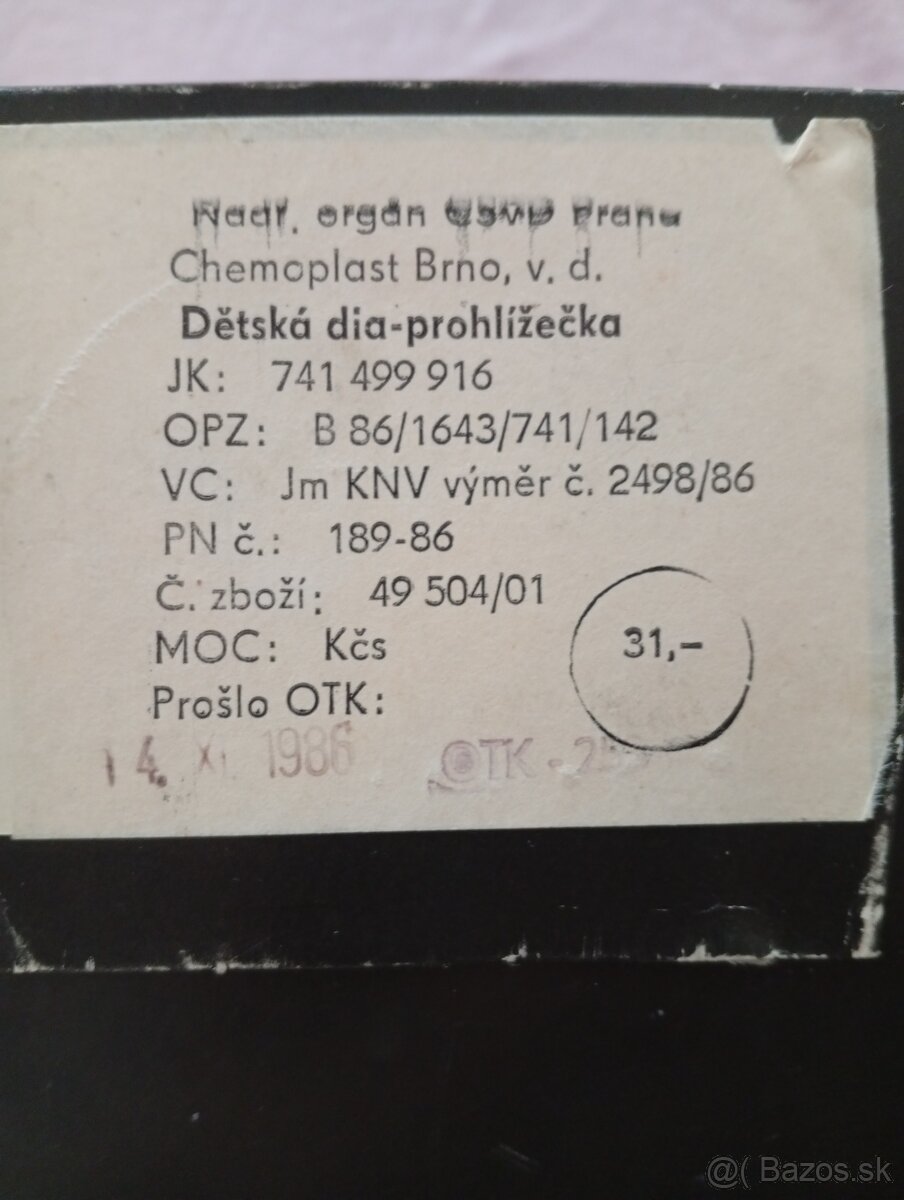 Nadř. orgán ČSVD Praha
Chemoplast Brno, v. d.
Dětská dia-prohlížečka
JK: 741 499 916
OPZ: B 86/1643/741/142
VC: Jm KNV výměr č. 2498/86
PN č.: 189-86
Č. zboží: 49 504/01
MOC: Kčs 31,–
Prošlo OTK:
14. XI. 1986 OTK -
@( Bazos.sk